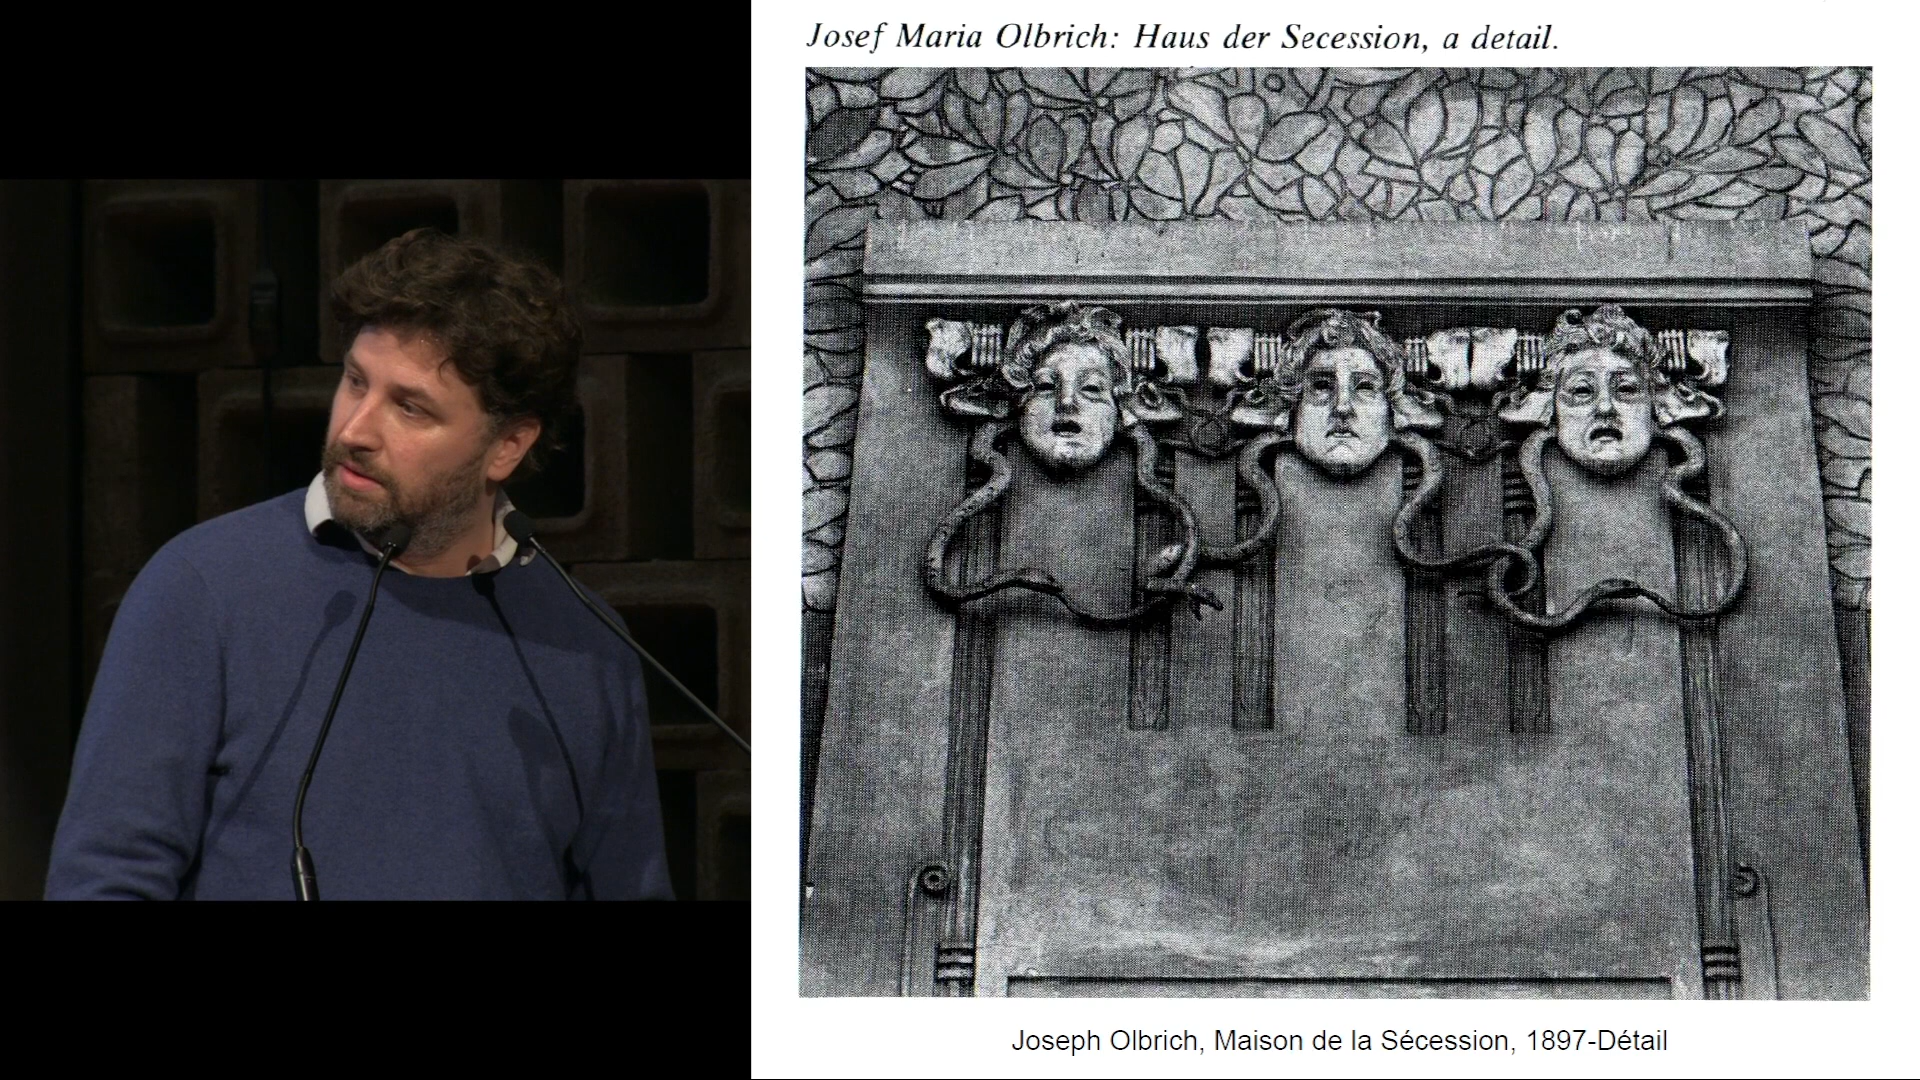 Josef Maria Olbrich: Haus der Secession, a detail.
Joseph Olbrich, Maison de la Sécession, 1897-Détail